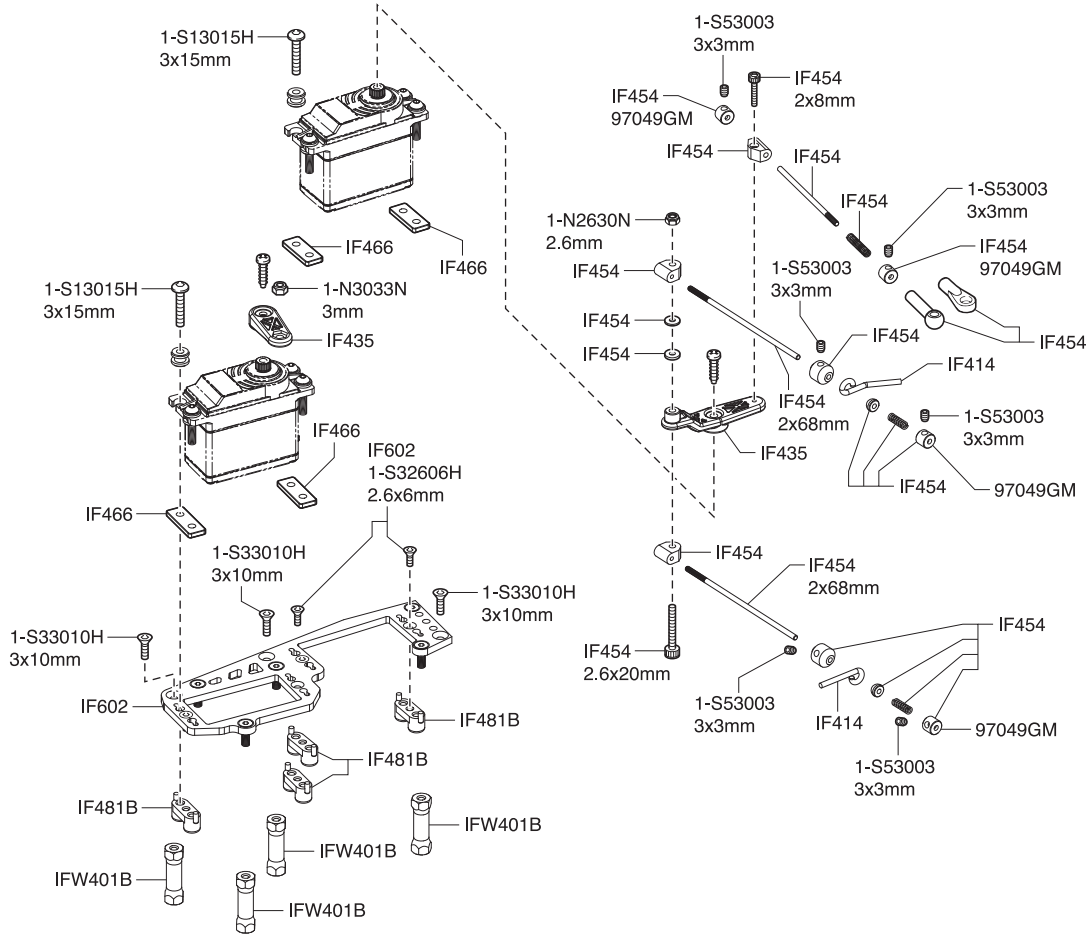 1-S13015H
3x15mm
1-S53003
3x3mm
IF454
2x8mm
IF454
97049GM
IF454
IF454
IF454
1-S53003
3x3mm
IF454
97049GM
IF454
IF466
IF466
1-N2630N
2.6mm
IF454
1-S53003
3x3mm
IF454
IF414
1-S13015H
3x15mm
1-N3033N
3mm
IF435
IF454
IF454
IF454
2x68mm
1-S53003
3x3mm
IF435
IF454
97049GM
IF466
IF602
1-S32606H
2.6x6mm
IF466
1-S33010H
3x10mm
1-S33010H
3x10mm
1-S33010H
3x10mm
IF602
IF454
IF454
2x68mm
IF454
IF454
2.6x20mm
1-S53003
3x3mm
IF414
97049GM
1-S53003
3x3mm
IF481B
IF481B
IF481B
IFW401B
IFW401B
IFW401B
IFW401B